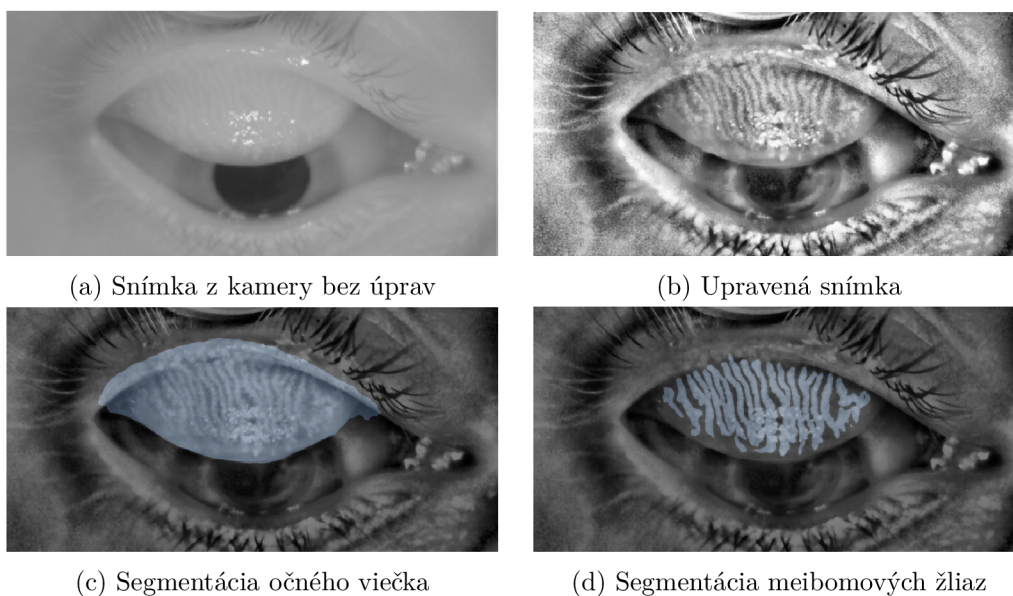 (a) Snímka z kamery bez úprav
(b) Upravená snímka
(c) Segmentácia očného viečka
(d) Segmentácia meibomových žliaz